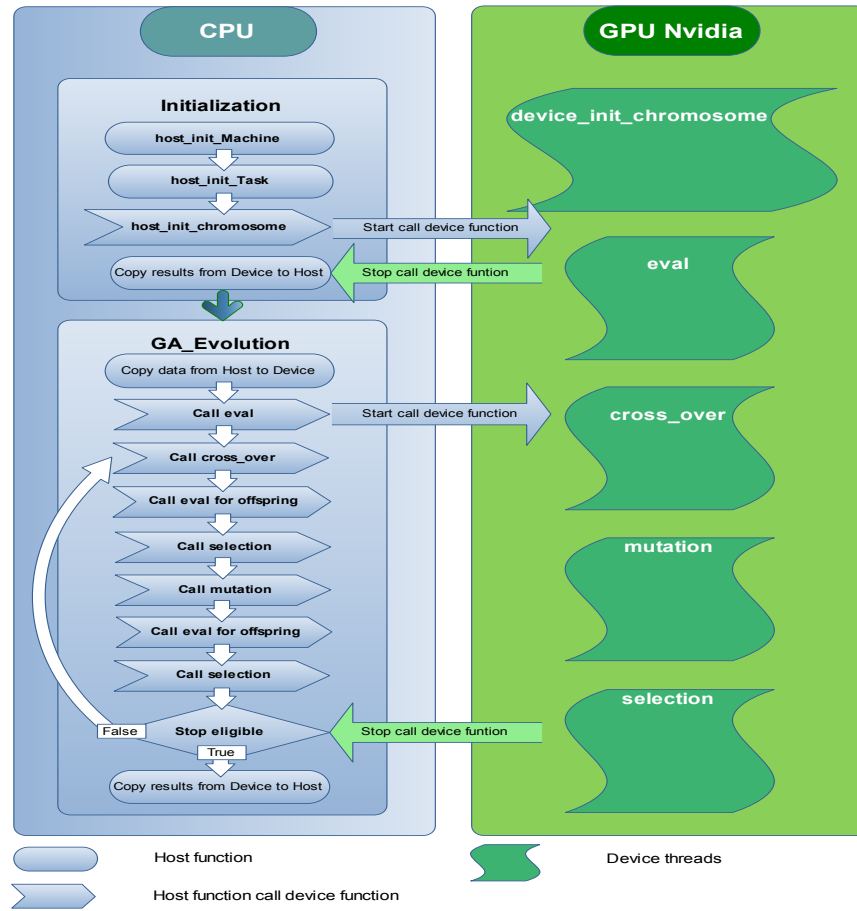 CPU
Initialization
host_init_Machine
host_init_Task
host_init_chromosome
Copy results from Device to Host
GA_Evolution
Copy data from Host to Device
Call eval
Call cross_over
Call eval for offspring
Call selection
Call mutation
Call eval for offspring
Call selection
Stop eligible
False
True
Copy results from Device to Host
Start call device function
Stop call device funtion
Start call device function
Stop call device funtion
GPU Nvidia
device_init_chromosome
eval
cross_over
mutation
selection
Host function
Host function call device function
Device threads